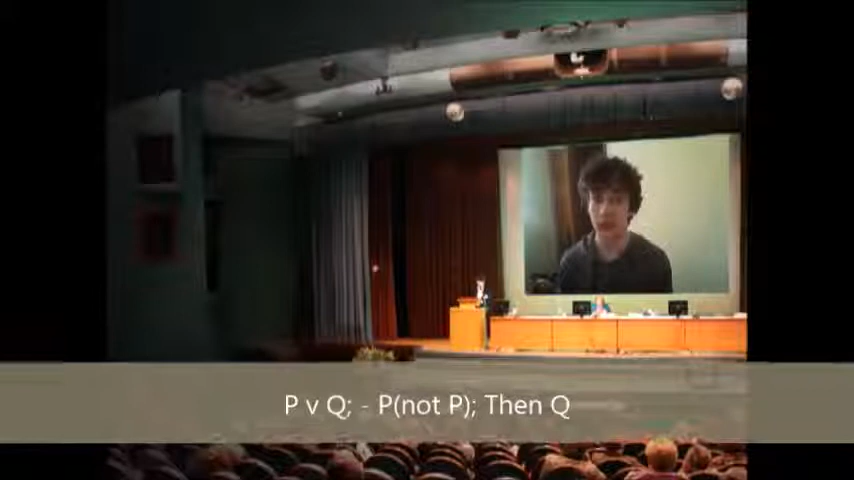 P v Q; - P(not P); Then Q